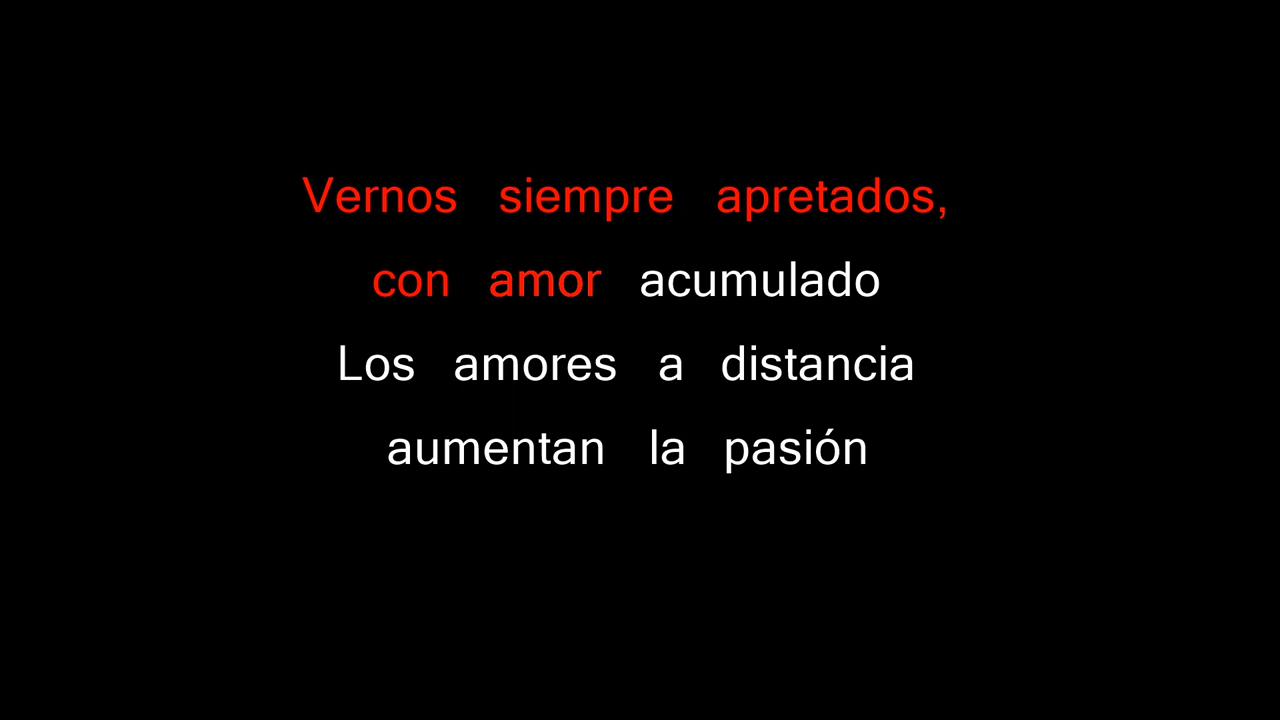 Vernos siempre apretados,
con amor acumulado
Los amores a distancia
aumentan la pasión